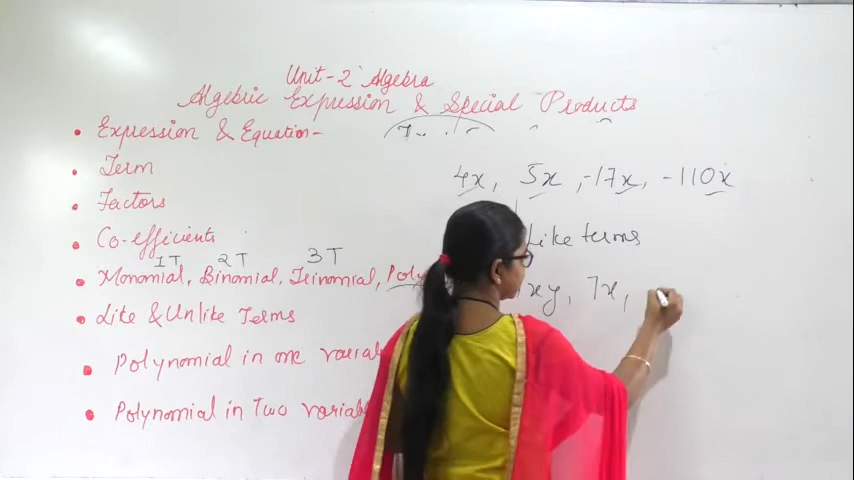 Unit-2 Algebra
Algebric Expression & Special Products
• Expression & Equation-
• Term
• Factors
• Co-efficients
1T 2T 3T
• Monomial, Binomial, Trinomial, Poly
• Like & Unlike Terms
• Polynomial in one variab
• Polynomial in Two variab
4x, 5x, -17x, -110x
Like terms
xy, 7x,